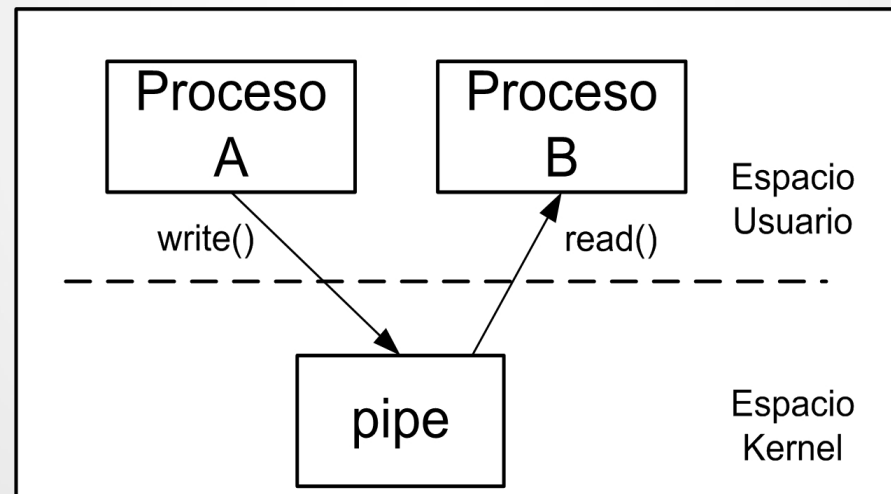 Proceso
A
Proceso
B
Espacio
Usuario
write()
read()
pipe
Espacio
Kernel